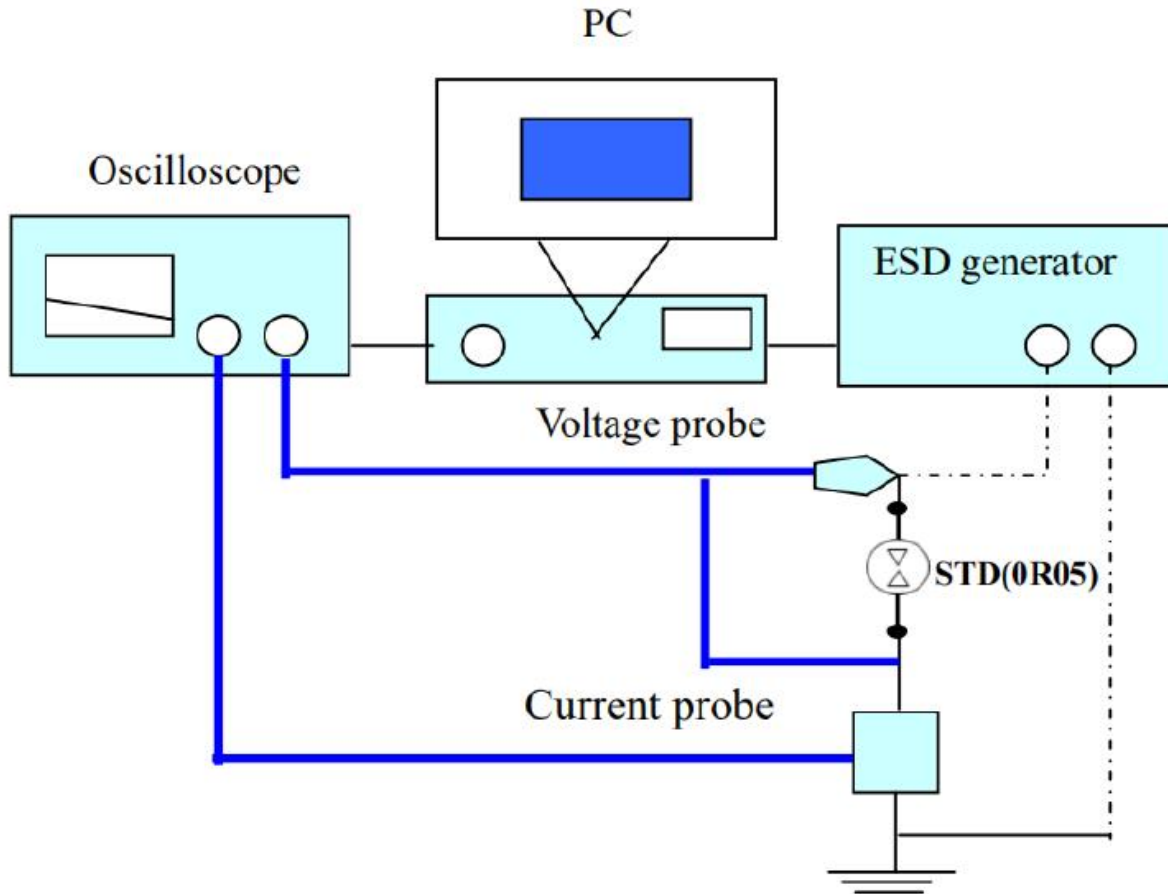 PC
Oscilloscope
ESD generator
Voltage probe
STD(0R05)
Current probe